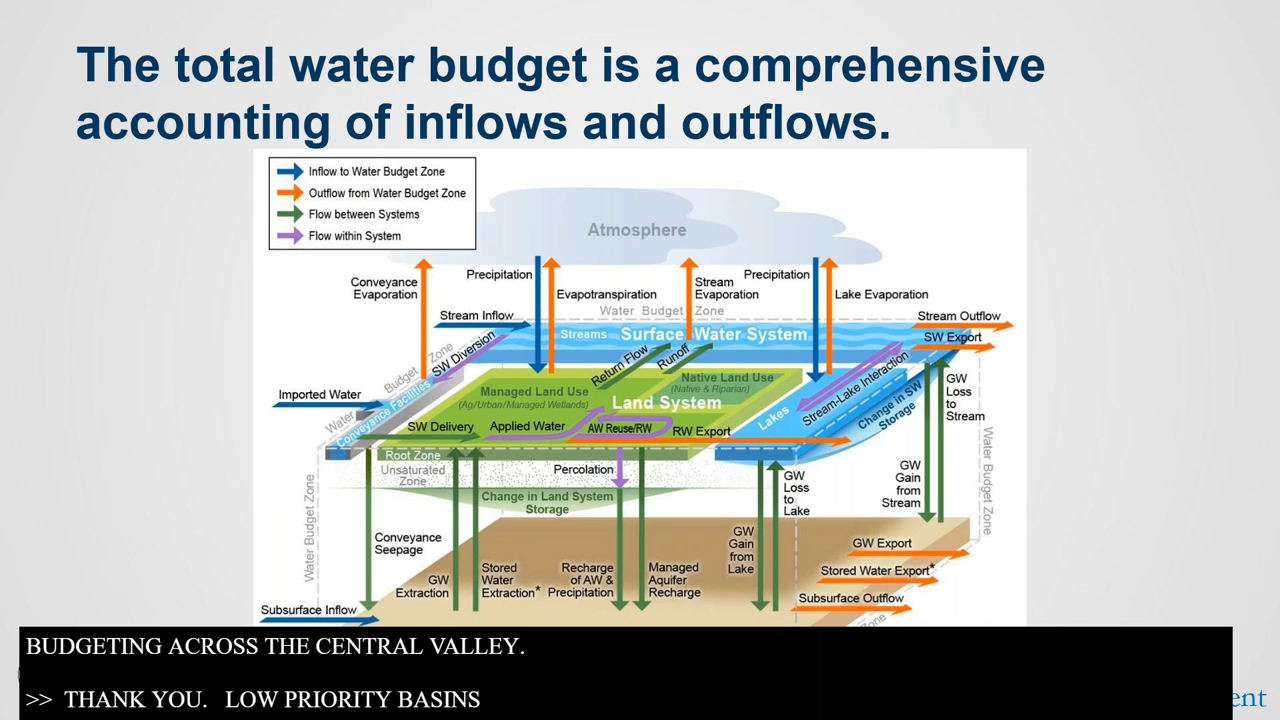 The total water budget is a comprehensive
accounting of inflows and outflows.
Inflow to Water Budget Zone
Outflow from Water Budget Zone
Flow between Systems
Flow within System
Atmosphere
Conveyance
Evaporation
Precipitation
Evapotranspiration
Stream
Evaporation
Precipitation
Lake Evaporation
Water Budget Zone
Stream Inflow
Stream Outflow
Streams
Surface Water System
SW Export
SW Diversion
Water Budget Zone
Return Flow
Runoff
Stream-Lake Interaction
Imported Water
Conveyance Facilities
Managed Land Use
(Ag/Urban/Managed Wetlands)
Native Land Use
(Native & Riparian)
Land System
Lakes
Change in SW
Storage
GW
Loss
to
Stream
SW Delivery
Applied Water
AW Reuse/RW
RW Export
Root Zone
Unsaturated
Zone
Percolation
Change in Land System
Storage
GW
Loss
to
Lake
GW
Gain
from
Stream
Water Budget Zone
Water Budget Zone
Conveyance
Seepage
GW
Extraction
Stored
Water
Extraction*
Recharge
of AW &
Precipitation
Managed
Aquifer
Recharge
GW
Gain
from
Lake
GW Export
Stored Water Export*
Subsurface Outflow
Subsurface Inflow
Zone
BUDGETING ACROSS THE CENTRAL VALLEY.
>> THANK YOU. LOW PRIORITY BASINS
ent